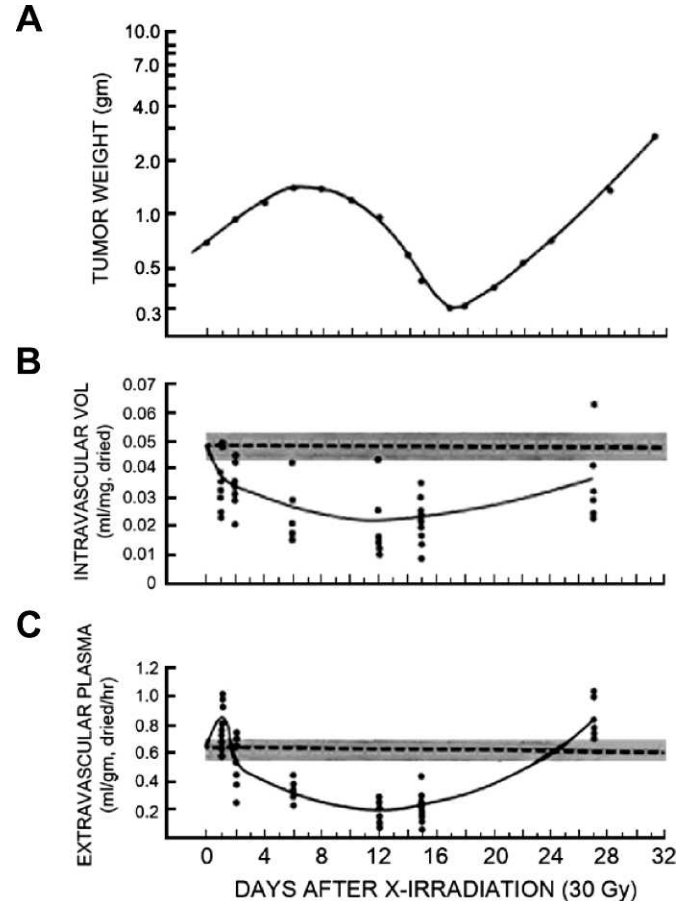 A
TUMOR WEIGHT (gm)
10.0
7.0
4.0
2.0
1.0
0.5
0.3
B
INTRAVASCULAR VOL
(ml/mg, dried)
0.07
0.06
0.05
0.04
0.03
0.02
0.01
0
C
EXTRAVASCULAR PLASMA
(ml/gm, dried/hr)
1.2
1.0
0.8
0.6
0.4
0.2
0 4 8 12 16 20 24 28 32
DAYS AFTER X-IRRADIATION (30 Gy)